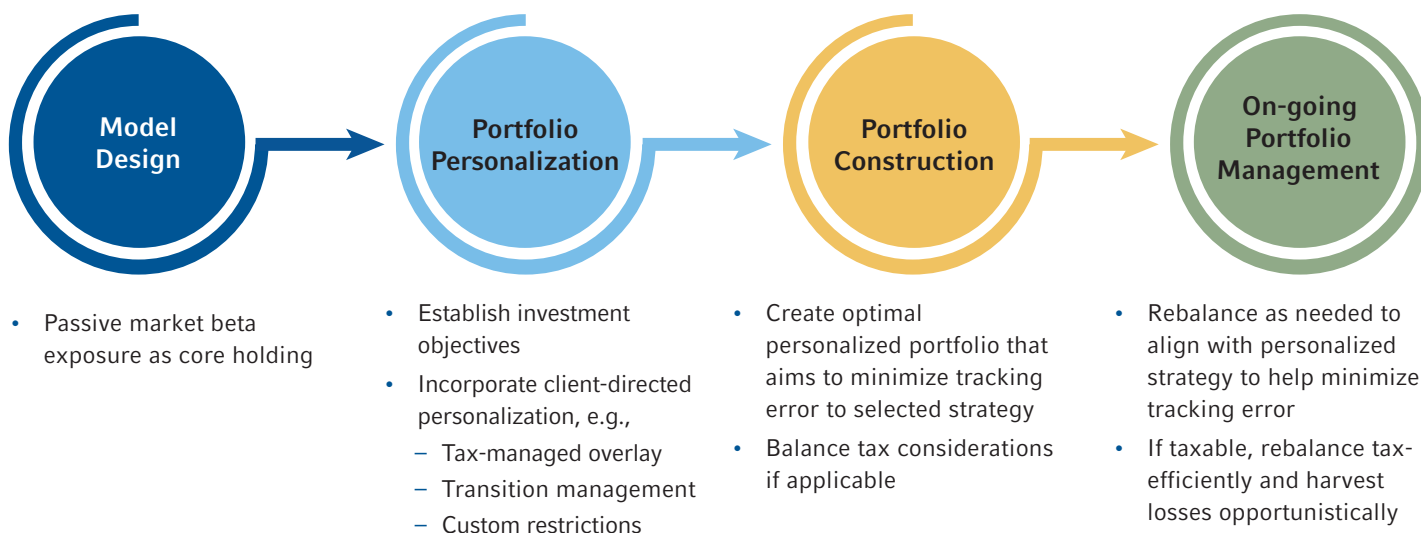 Model
Design
Portfolio
Personalization
Portfolio
Construction
On-going
Portfolio
Management
• Passive market beta
exposure as core holding
• Establish investment
objectives
• Incorporate client-directed
personalization, e.g.,
– Tax-managed overlay
– Transition management
– Custom restrictions
• Create optimal
personalized portfolio that
aims to minimize tracking
error to selected strategy
• Balance tax considerations
if applicable
• Rebalance as needed to
align with personalized
strategy to help minimize
tracking error
• If taxable, rebalance tax-
efficiently and harvest
losses opportunistically